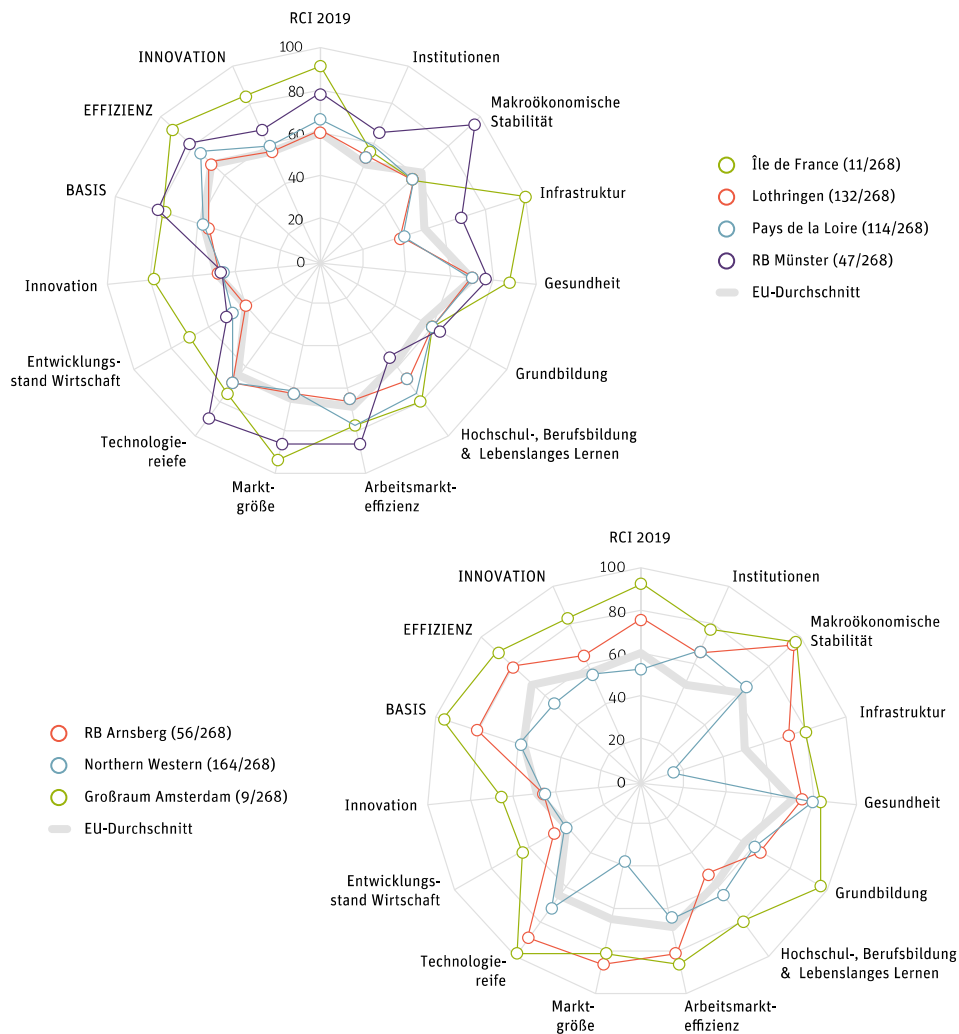 RCI 2019
100
80
60
40
20
0
Institutionen
Makroökonomische
Stabilität
Infrastruktur
Gesundheit
Grundbildung
Hochschul-, Berufsbildung
& Lebenslanges Lernen
Arbeitsmarkt-
effizienz
Markt-
größe
Technologie-
reiefe
Entwicklungs-
stand Wirtschaft
Innovation
BASIS
EFFIZIENZ
INNOVATION
Île de France (11/268)
Lothringen (132/268)
Pays de la Loire (114/268)
RB Münster (47/268)
EU-Durchschnitt
RCI 2019
100
80
60
40
20
0
Institutionen
Makroökonomische
Stabilität
Infrastruktur
Gesundheit
Grundbildung
Hochschul-, Berufsbildung
& Lebenslanges Lernen
Arbeitsmarkt-
effizienz
Markt-
größe
Technologie-
reife
Entwicklungs-
stand Wirtschaft
Innovation
BASIS
EFFIZIENZ
INNOVATION
RB Arnsberg (56/268)
Northern Western (164/268)
Großraum Amsterdam (9/268)
EU-Durchschnitt